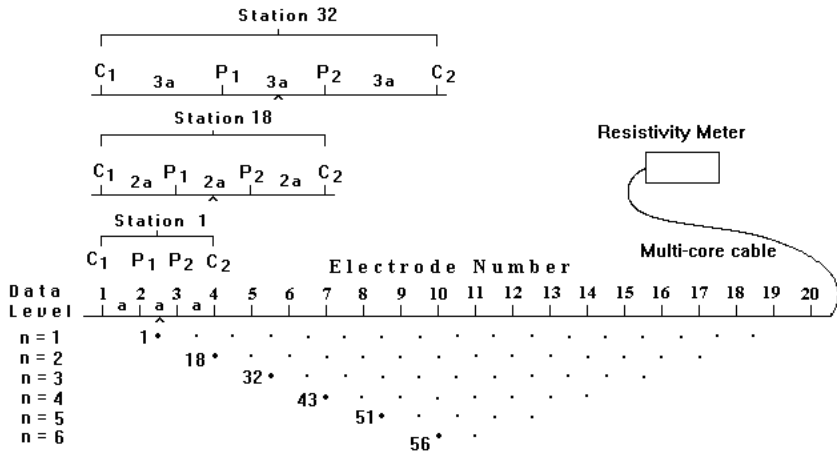 Station 32
C1 3a P1 3a P2 3a C2
Station 18
C1 2a P1 2a P2 2a C2
Resistivity Meter
Station 1
C1 P1 P2 C2
Multi-core cable
Electrode Number
Data Level
1 2 3 4 5 6 7 8 9 10 11 12 13 14 15 16 17 18 19 20
a a a
n = 1 1
n = 2 18
n = 3 32
n = 4 43
n = 5 51
n = 6 56